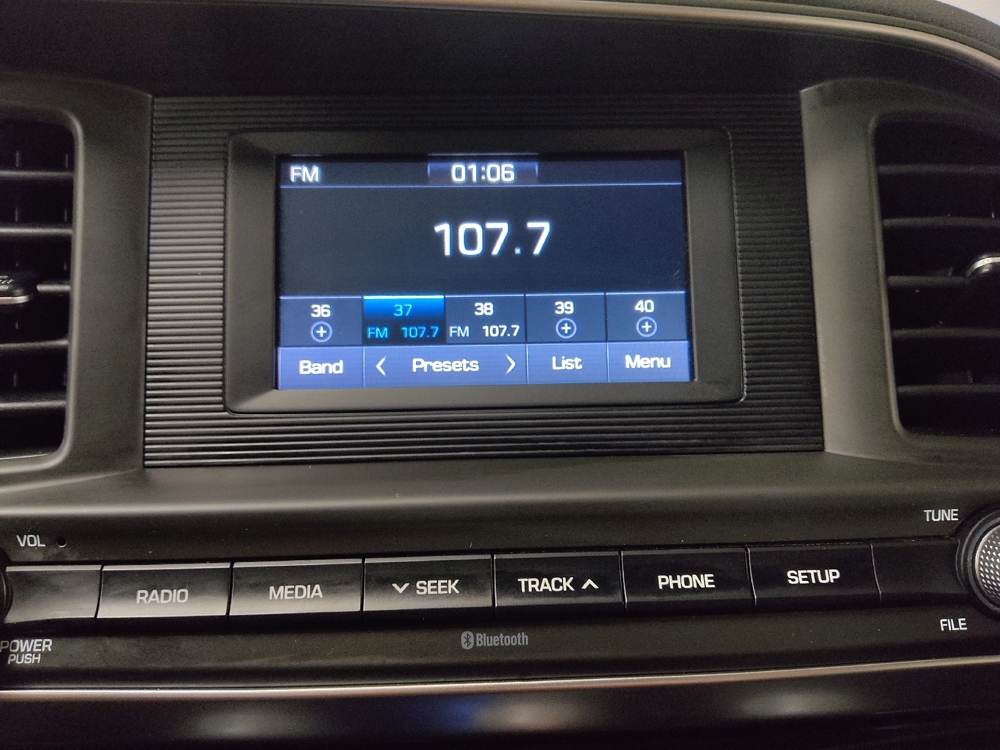 FM 01:06
107.7
36 37 38 39 40
FM 107.7 FM 107.7
Band < Presets > List Menu
VOL TUNE
RADIO MEDIA SEEK TRACK PHONE SETUP
POWER PUSH
Bluetooth
FILE